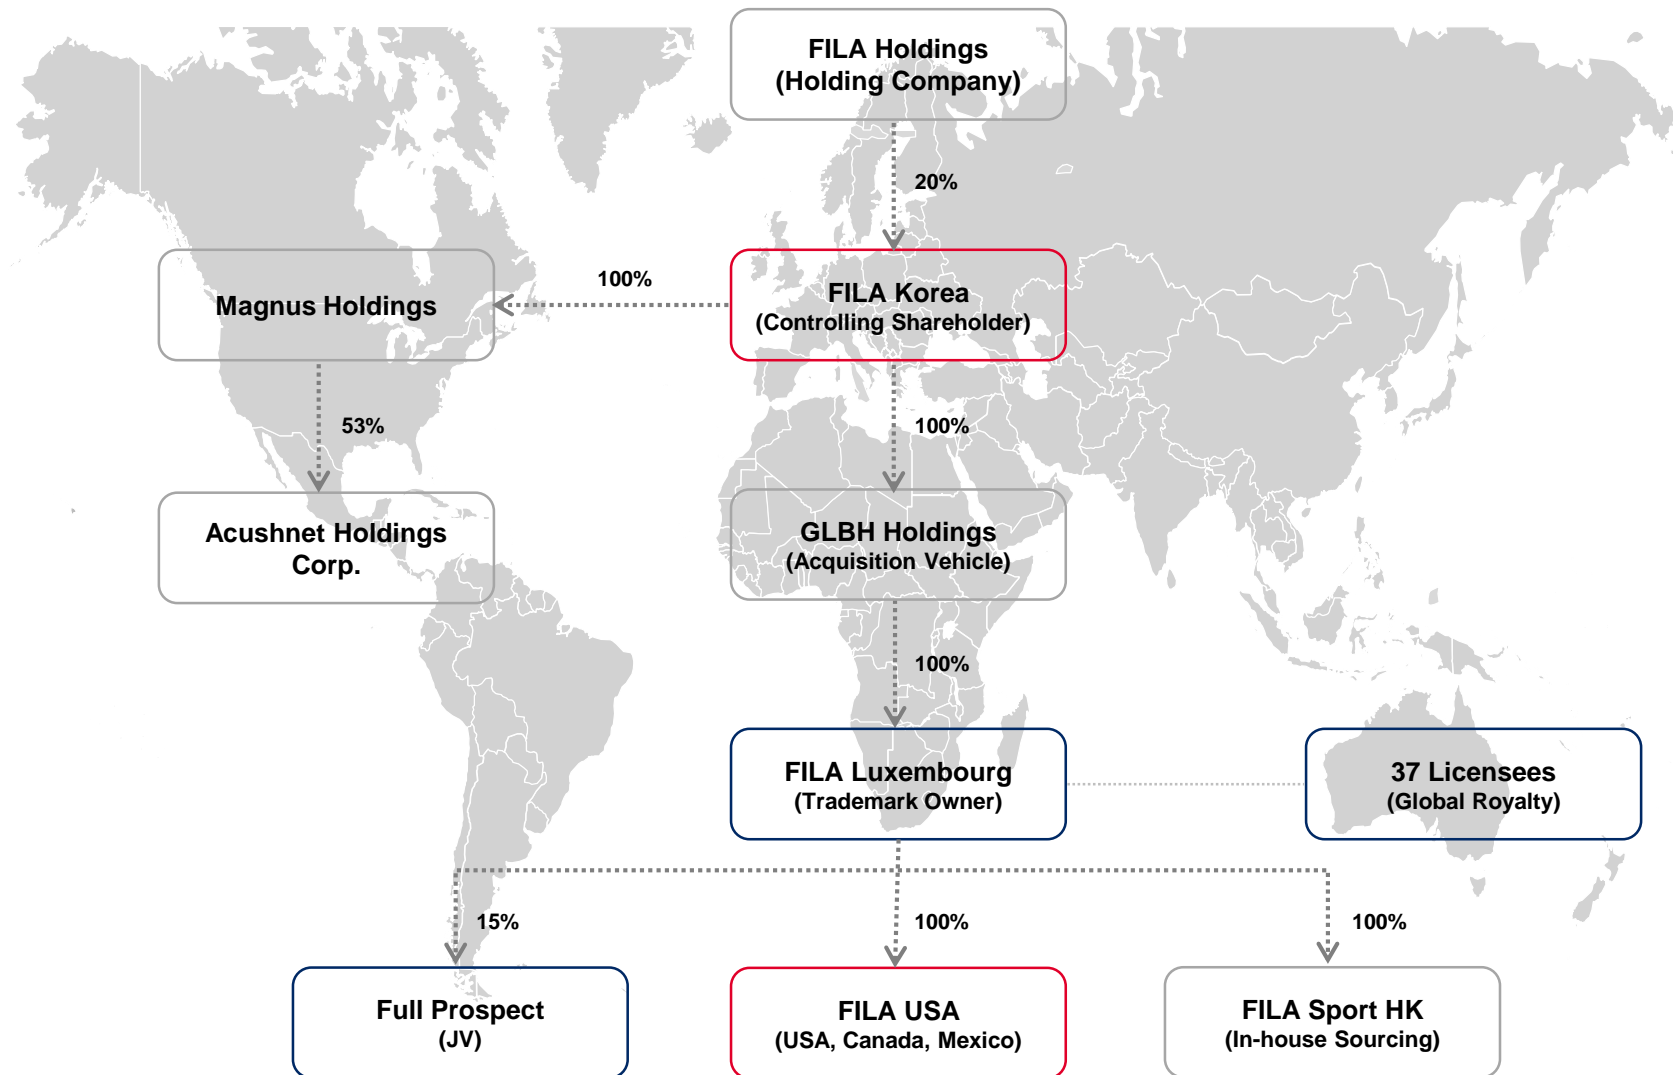 FILA Holdings
(Holding Company)
20%
Magnus Holdings
100%
FILA Korea
(Controlling Shareholder)
53%
100%
Acushnet Holdings
Corp.
GLBH Holdings
(Acquisition Vehicle)
100%
FILA Luxembourg
(Trademark Owner)
37 Licensees
(Global Royalty)
15%
100%
100%
Full Prospect
(JV)
FILA USA
(USA, Canada, Mexico)
FILA Sport HK
(In-house Sourcing)